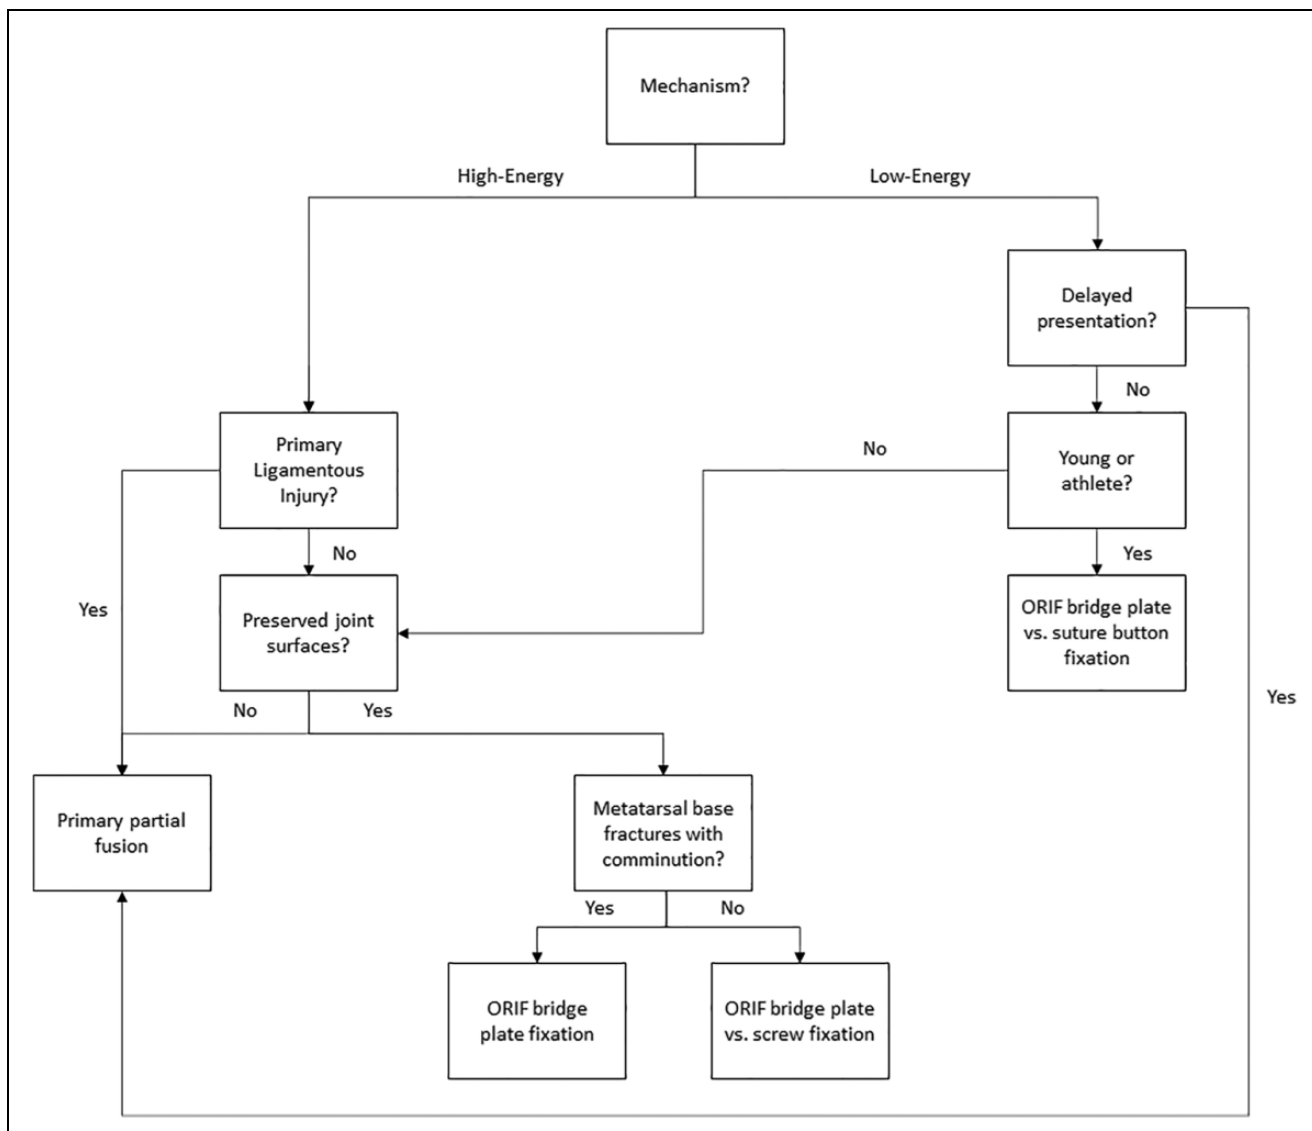 Mechanism?
High-Energy
Low-Energy
Delayed
presentation?
No
Primary
Ligamentous
Injury?
No
Young or
athlete?
No
Yes
Yes
Preserved joint
surfaces?
ORIF bridge plate
vs. suture button
fixation
Yes
No
Yes
Primary partial
fusion
Metatarsal base
fractures with
comminution?
Yes
No
ORIF bridge
plate fixation
ORIF bridge plate
vs. screw fixation